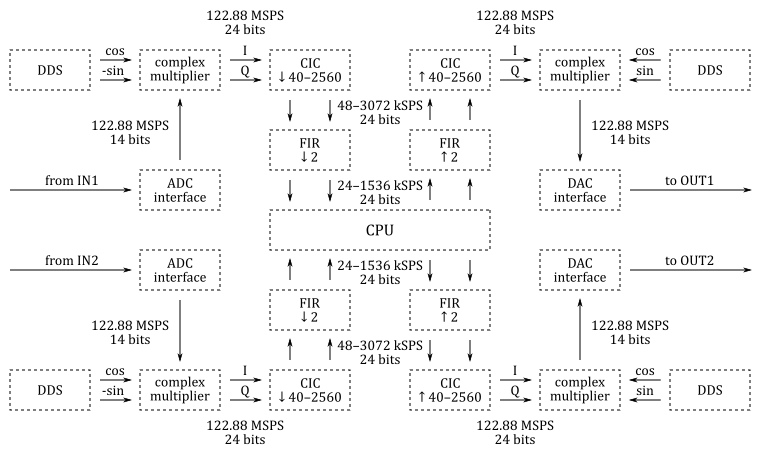 122.88 MSPS
24 bits
122.88 MSPS
24 bits
DDS
cos
-sin
complex
multiplier
I
Q
CIC
↓40–2560
CIC
↑40–2560
I
Q
complex
multiplier
cos
sin
DDS
122.88 MSPS
14 bits
48–3072 kSPS
24 bits
122.88 MSPS
14 bits
FIR
↓2
FIR
↑2
from IN1
ADC
interface
24–1536 kSPS
24 bits
DAC
interface
to OUT1
CPU
from IN2
ADC
interface
24–1536 kSPS
24 bits
DAC
interface
to OUT2
FIR
↓2
FIR
↑2
122.88 MSPS
14 bits
48–3072 kSPS
24 bits
122.88 MSPS
14 bits
DDS
cos
-sin
complex
multiplier
I
Q
CIC
↓40–2560
CIC
↑40–2560
I
Q
complex
multiplier
cos
sin
DDS
122.88 MSPS
24 bits
122.88 MSPS
24 bits